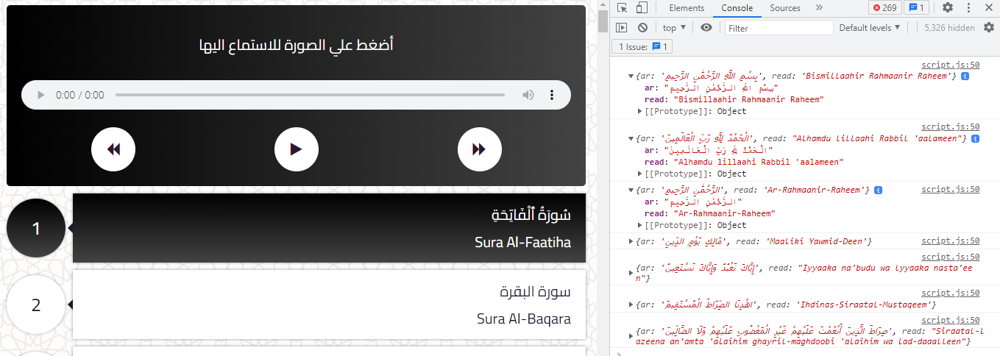 أضغط علي الصورة للاستماع اليها
0:00 / 0:00
1
سُورَةُ ٱلْفَاتِحَةِ
Sura Al-Faatiha
2
سورة البقرة
Sura Al-Baqara
Elements Console Sources » 269 1
top ▼ Filter Default levels ▼ 5,326 hidden
1 Issue: 1
script.js:50
{ar: 'بِسْمِ اللَّهِ الرَّحْمَٰنِ الرَّحِيمِ', read: 'Bismillaahir Rahmaanir Raheem'} i
ar: "بِسْمِ اللَّهِ الرَّحْمَٰنِ الرَّحِيمِ"
read: "Bismillaahir Rahmaanir Raheem"
[[Prototype]]: Object
script.js:50
{ar: 'الْحَمْدُ لِلَّهِ رَبِّ الْعَالَمِينَ', read: "Alhamdu lillaahi Rabbil 'aalameen"} i
ar: "الْحَمْدُ لِلَّهِ رَبِّ الْعَالَمِينَ"
read: "Alhamdu lillaahi Rabbil 'aalameen"
[[Prototype]]: Object
script.js:50
{ar: 'الرَّحْمَٰنِ الرَّحِيمِ', read: 'Ar-Rahmaanir-Raheem'} i
ar: "الرَّحْمَٰنِ الرَّحِيمِ"
read: "Ar-Rahmaanir-Raheem"
[[Prototype]]: Object
script.js:50
{ar: 'مَالِكِ يَوْمِ الدِّينِ', read: 'Maaliki Yawmid-Deen'}
script.js:50
{ar: 'إِيَّاكَ نَعْبُدُ وَإِيَّاكَ نَسْتَعِينُ', read: "Iyyaaka na'budu wa lyyaaka nasta'ee
n"}
script.js:50
{ar: 'اهْدِنَا الصِّرَاطَ الْمُسْتَقِيمَ', read: 'Ihdinas-Siraatal-Mustaqeem'}
script.js:50
{ar: 'صِرَاطَ الَّذِينَ أَنْعَمْتَ عَلَيْهِمْ غَيْرِ الْمَغْضُوبِ عَلَيْهِمْ وَلَا الضَّالِّينَ', read: "Siraatal-l
azeena an'amta 'alaihim ghayril-maghdoobi 'alaihim wa lad-daaalleen"}